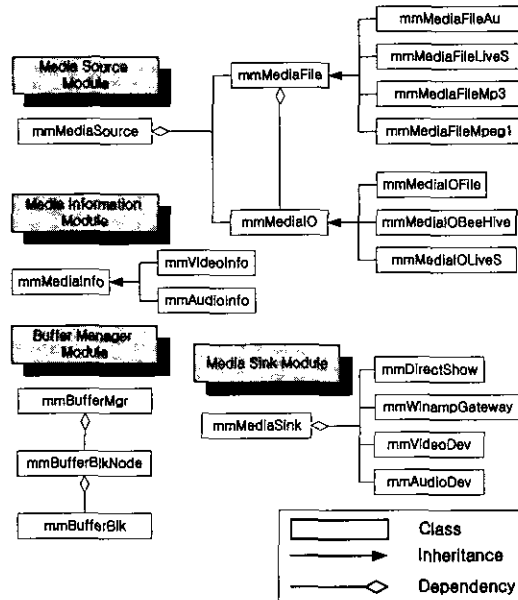 Media Source
Module
mmMediaSource
mmMediaFile
mmMediaFileAu
mmMediaFileLiveS
mmMediaFileMp3
mmMediaFileMpeg1
mmMediaIO
mmMediaIOFile
mmMediaIOBeeHive
mmMediaIOLiveS
Media Information
Module
mmMediaInfo
mmVideoInfo
mmAudioInfo
Buffer Manager
Module
mmBufferMgr
mmBufferBlkNode
mmBufferBlk
Media Sink Module
mmMediaSink
mmDirectShow
mmWinampGateway
mmVideoDev
mmAudioDev
Class
Inheritance
Dependency